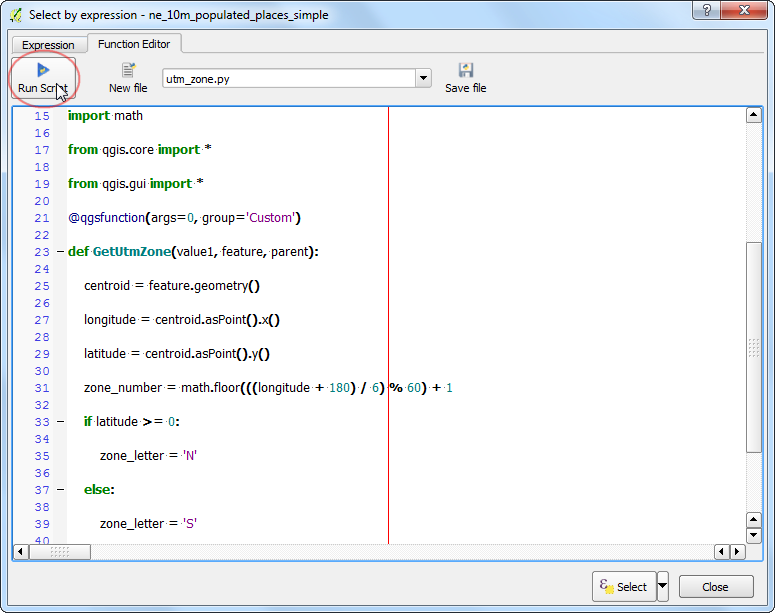 Select by expression - ne_10m_populated_places_simple
Expression
Function Editor
Run Script
New file
utm_zone.py
Save file
15 import math
16
17 from qgis.core import *
18
19 from qgis.gui import *
20
21 @qgsfunction(args=0, group='Custom')
22
23 def GetUtmZone(value1, feature, parent):
24
25 centroid = feature.geometry()
26
27 longitude = centroid.asPoint().x()
28
29 latitude = centroid.asPoint().y()
30
31 zone_number = math.floor(((longitude + 180) / 6) % 60) + 1
32
33 if latitude >= 0:
34
35 zone_letter = 'N'
36
37 else:
38
39 zone_letter = 'S'
40
ε Select
Close